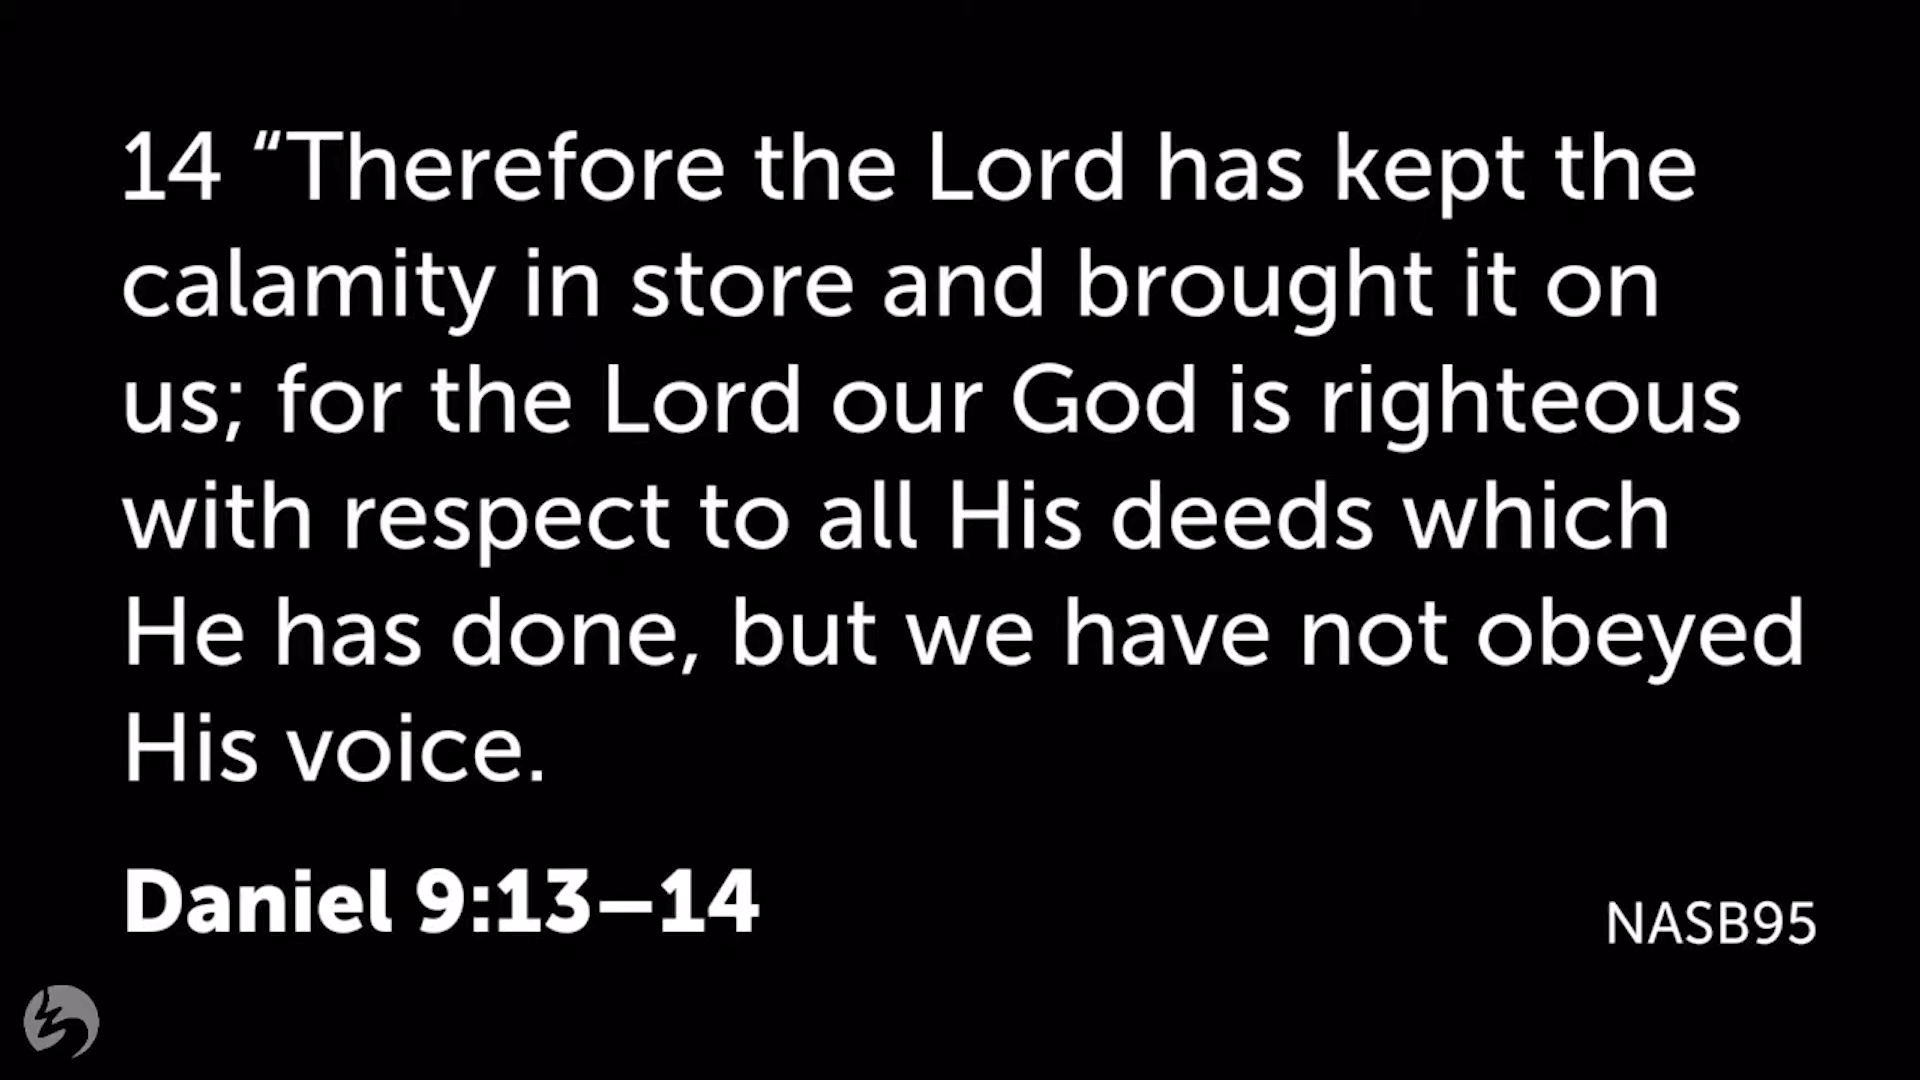 14 “Therefore the Lord has kept the
calamity in store and brought it on
us; for the Lord our God is righteous
with respect to all His deeds which
He has done, but we have not obeyed
His voice.
Daniel 9:13–14
NASB95